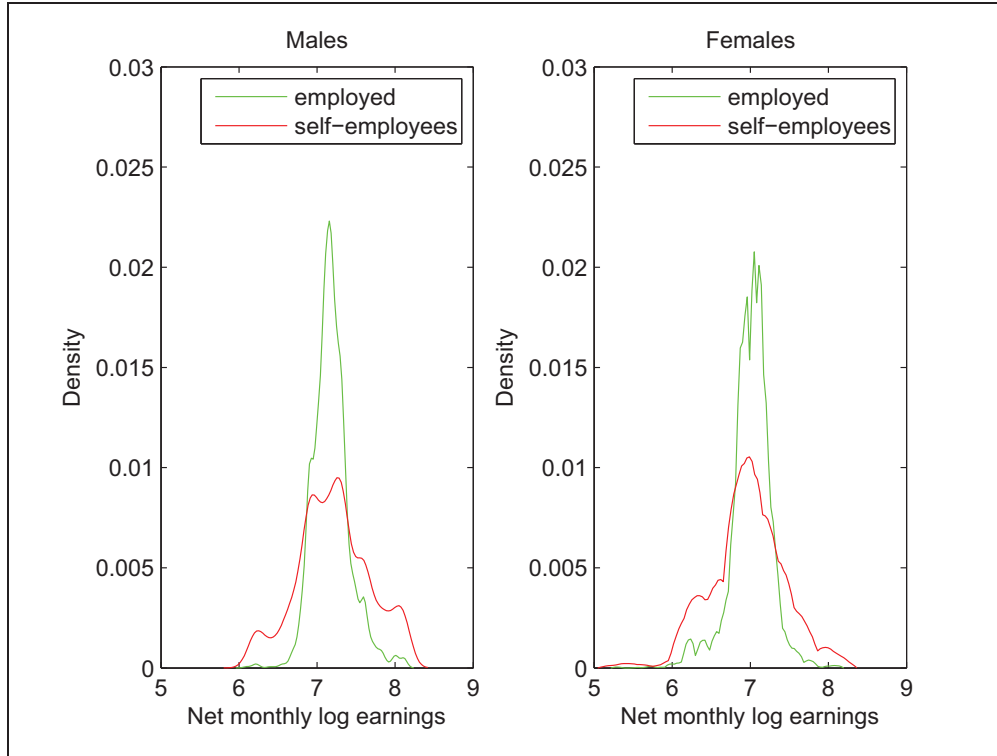 Males
0.03
0.025
0.02
0.015
0.01
0.005
0
5 6 7 8 9
Density
Net monthly log earnings
employed
self−employees
Females
0.03
0.025
0.02
0.015
0.01
0.005
0
5 6 7 8 9
Density
Net monthly log earnings
employed
self−employees